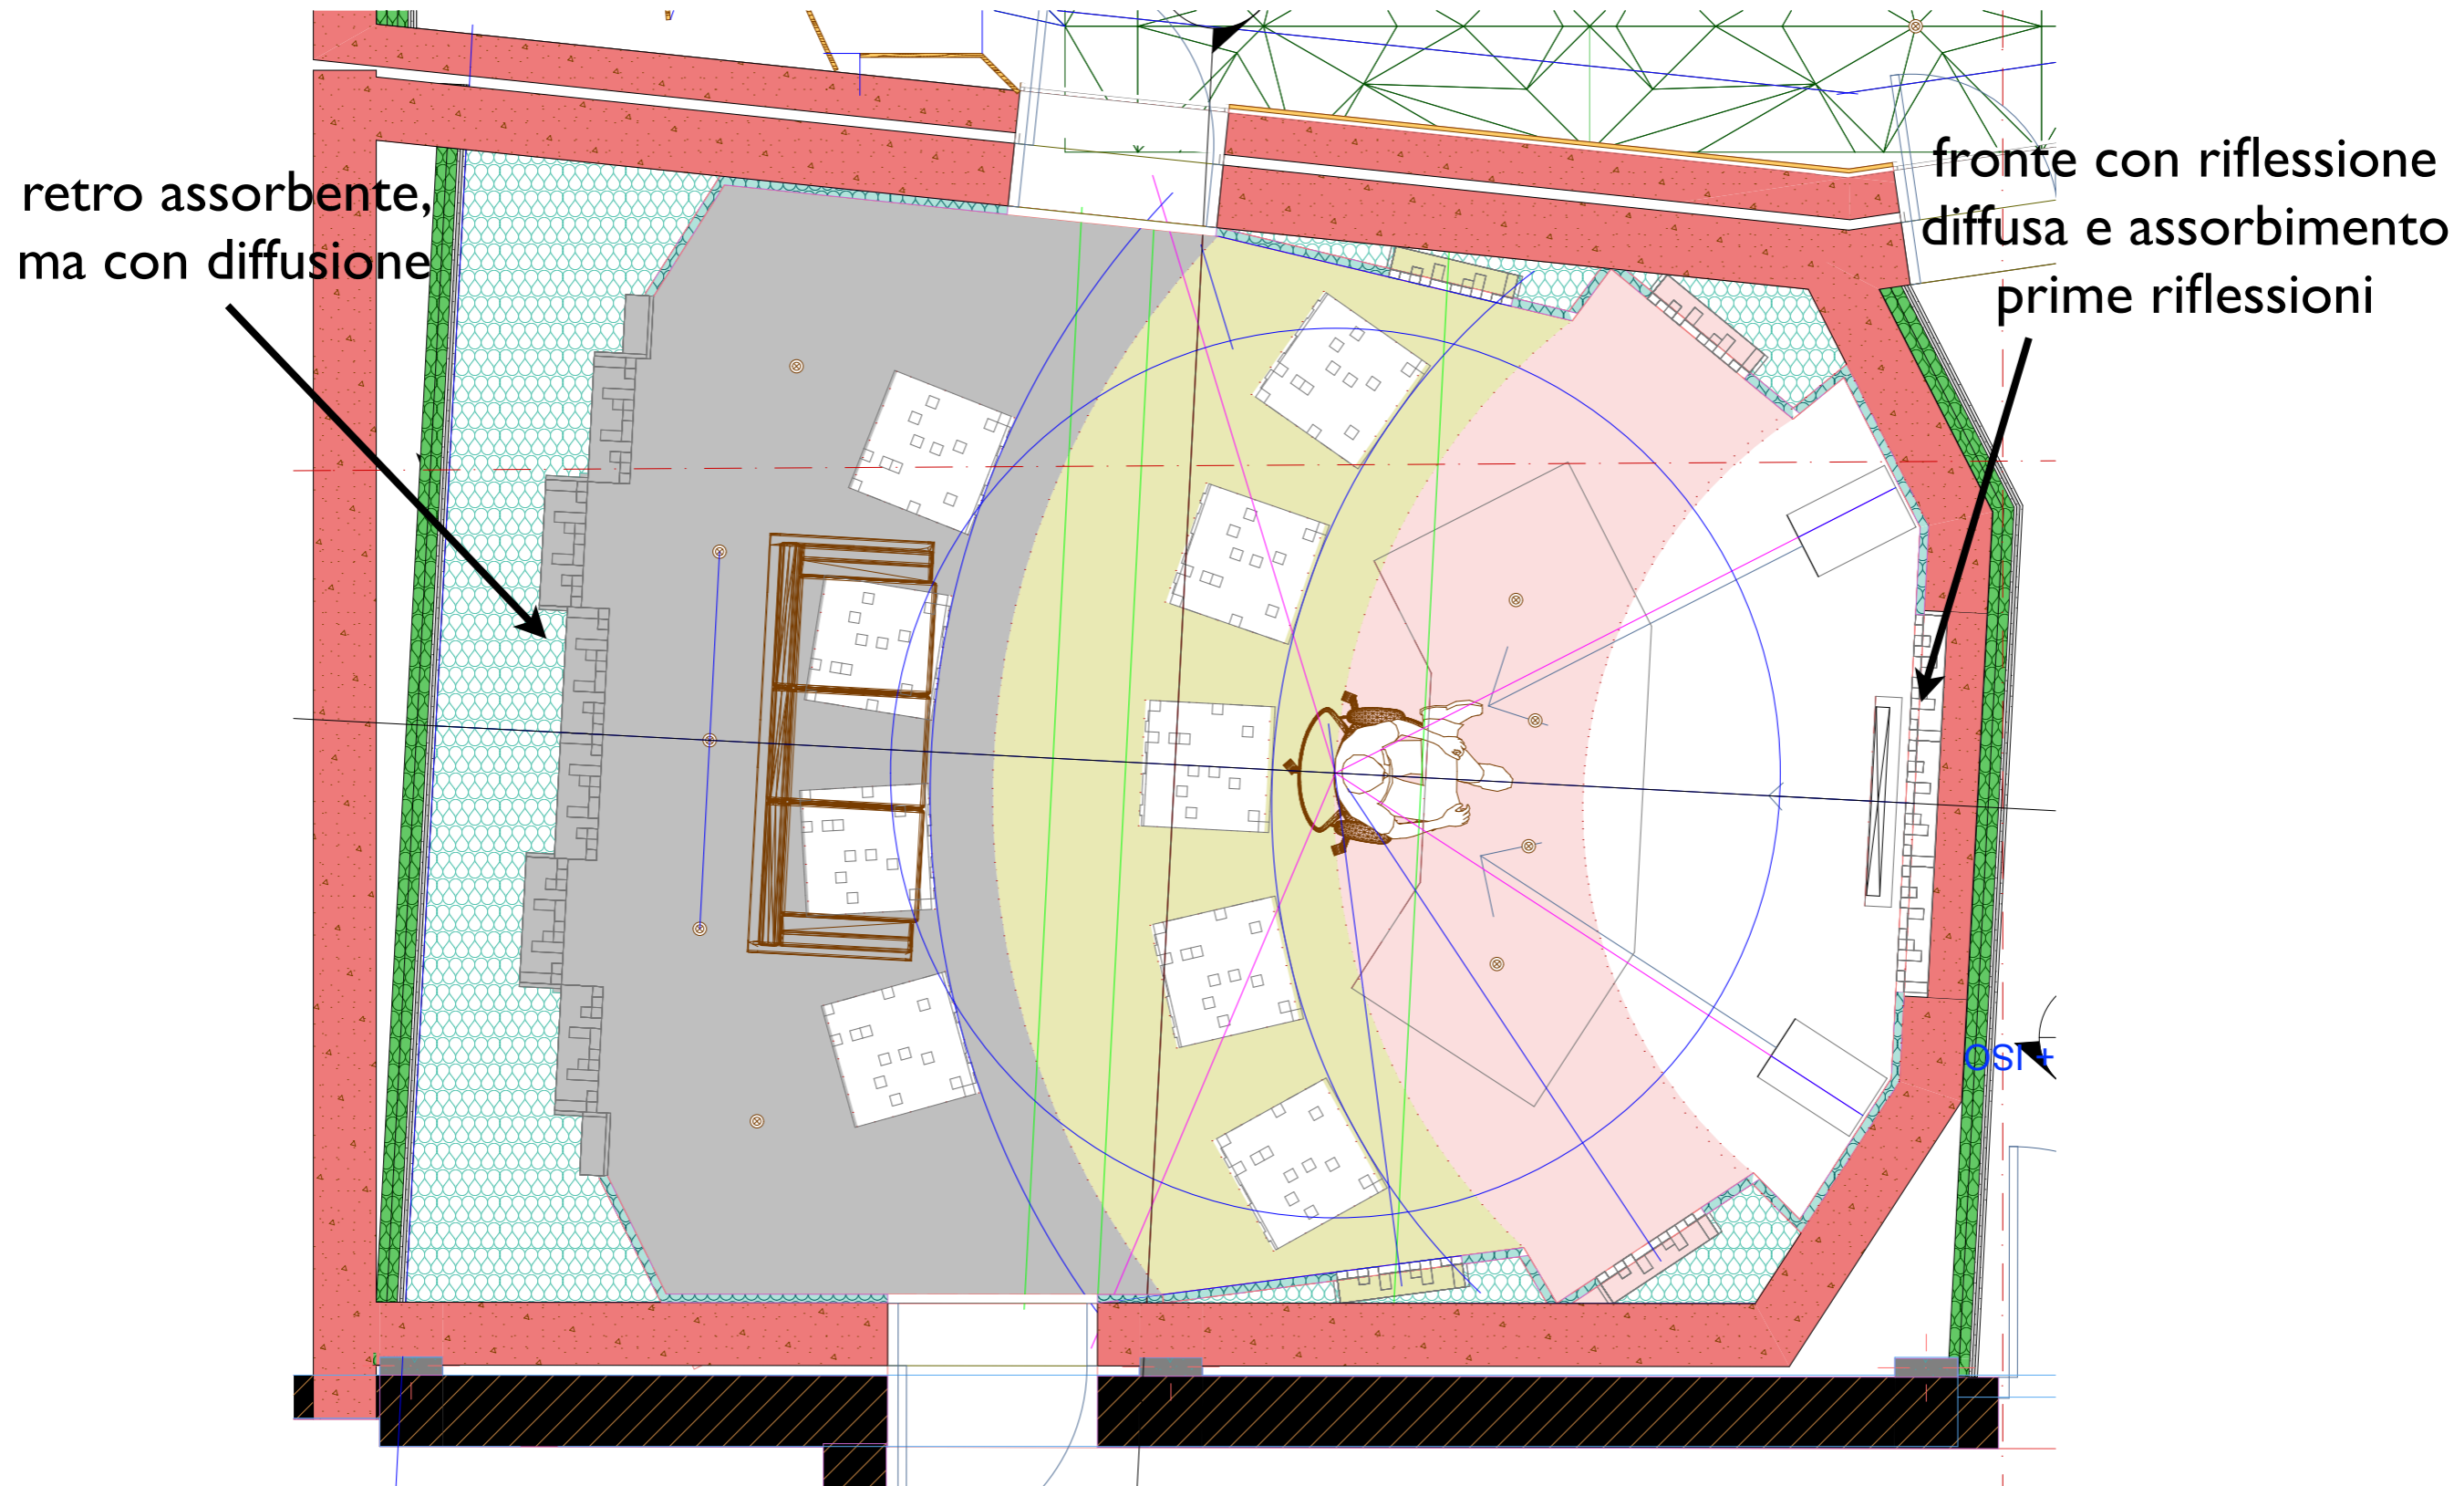 retro assorbente,
ma con diffusione
fronte con riflessione
diffusa e assorbimento
prime riflessioni
OSI +